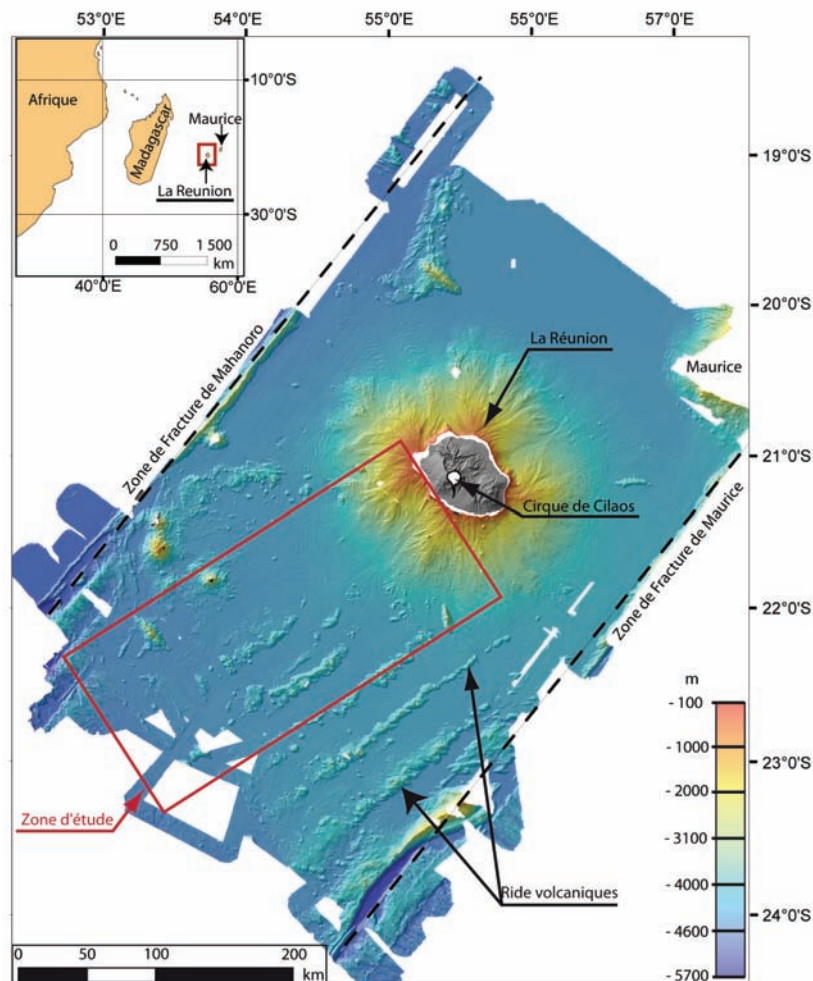 53°0'E
54°0'E
55°0'E
55°0'E
57°0'E
Afrique
Madagascar
Maurice
La Reunion
0 750 1 500
km
40°0'E
60°0'E
10°0'S
30°0'S
19°0'S
20°0'S
21°0'S
22°0'S
23°0'S
24°0'S
Zone de Fracture de Mahanoro
La Réunion
Maurice
Cirque de Cilaos
Zone de Fracture de Maurice
Zone d'étude
Ride volcaniques
m
- 100
- 1000
- 2000
- 3100
- 4000
- 4600
- 5700
0 50 100 200
km